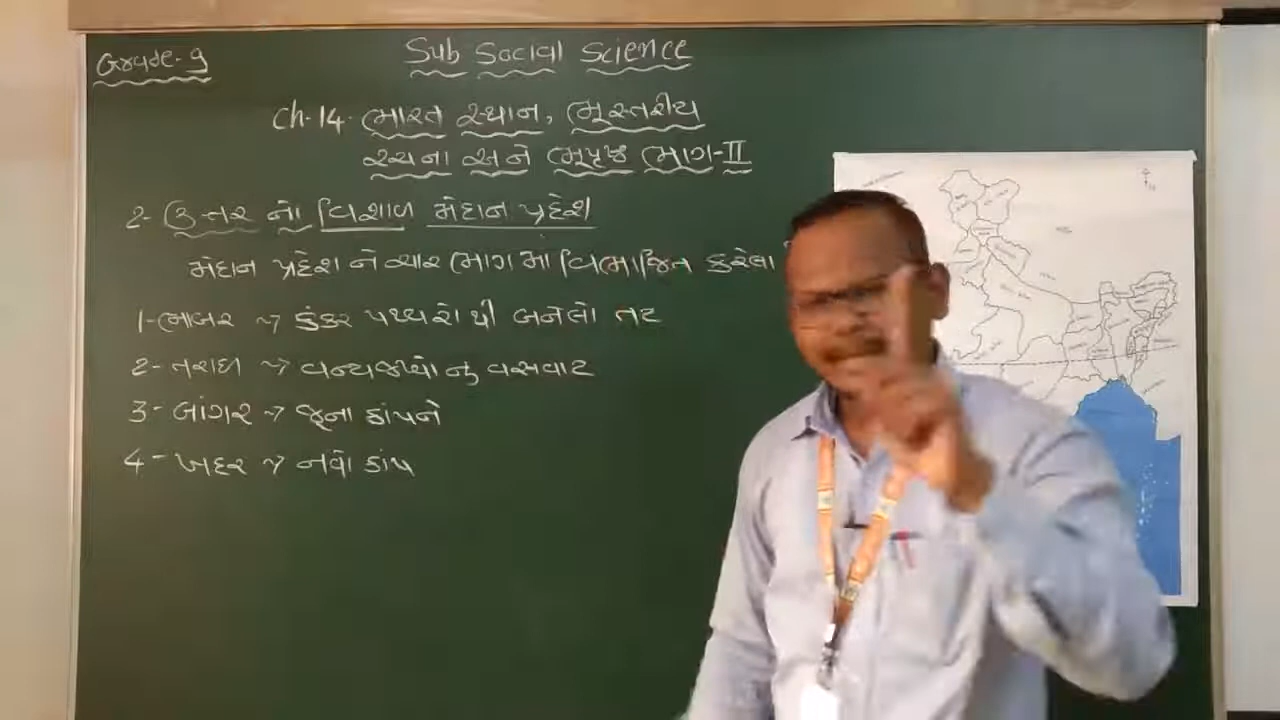 Grade-9
Sub Social Science
Ch-14. ભારત સ્થાન, ભૂસ્તરીય
રચના અને ભૂપૃષ્ઠ ભાગ-II
2- ઉત્તર નો વિશાળ મેદાન પ્રદેશ
મેદાન પ્રદેશ ને ચાર ભાગ માં વિભાજિત કરેલા
1- ભાબર ~> કંકર પથ્થરો થી બનેલો તટ
2- તરાઈ ~> વન્યજીવો નું વસવાટ
3- બાંગર ~> જૂના કાંપને
4- ખદર ~> નવો કાંપ